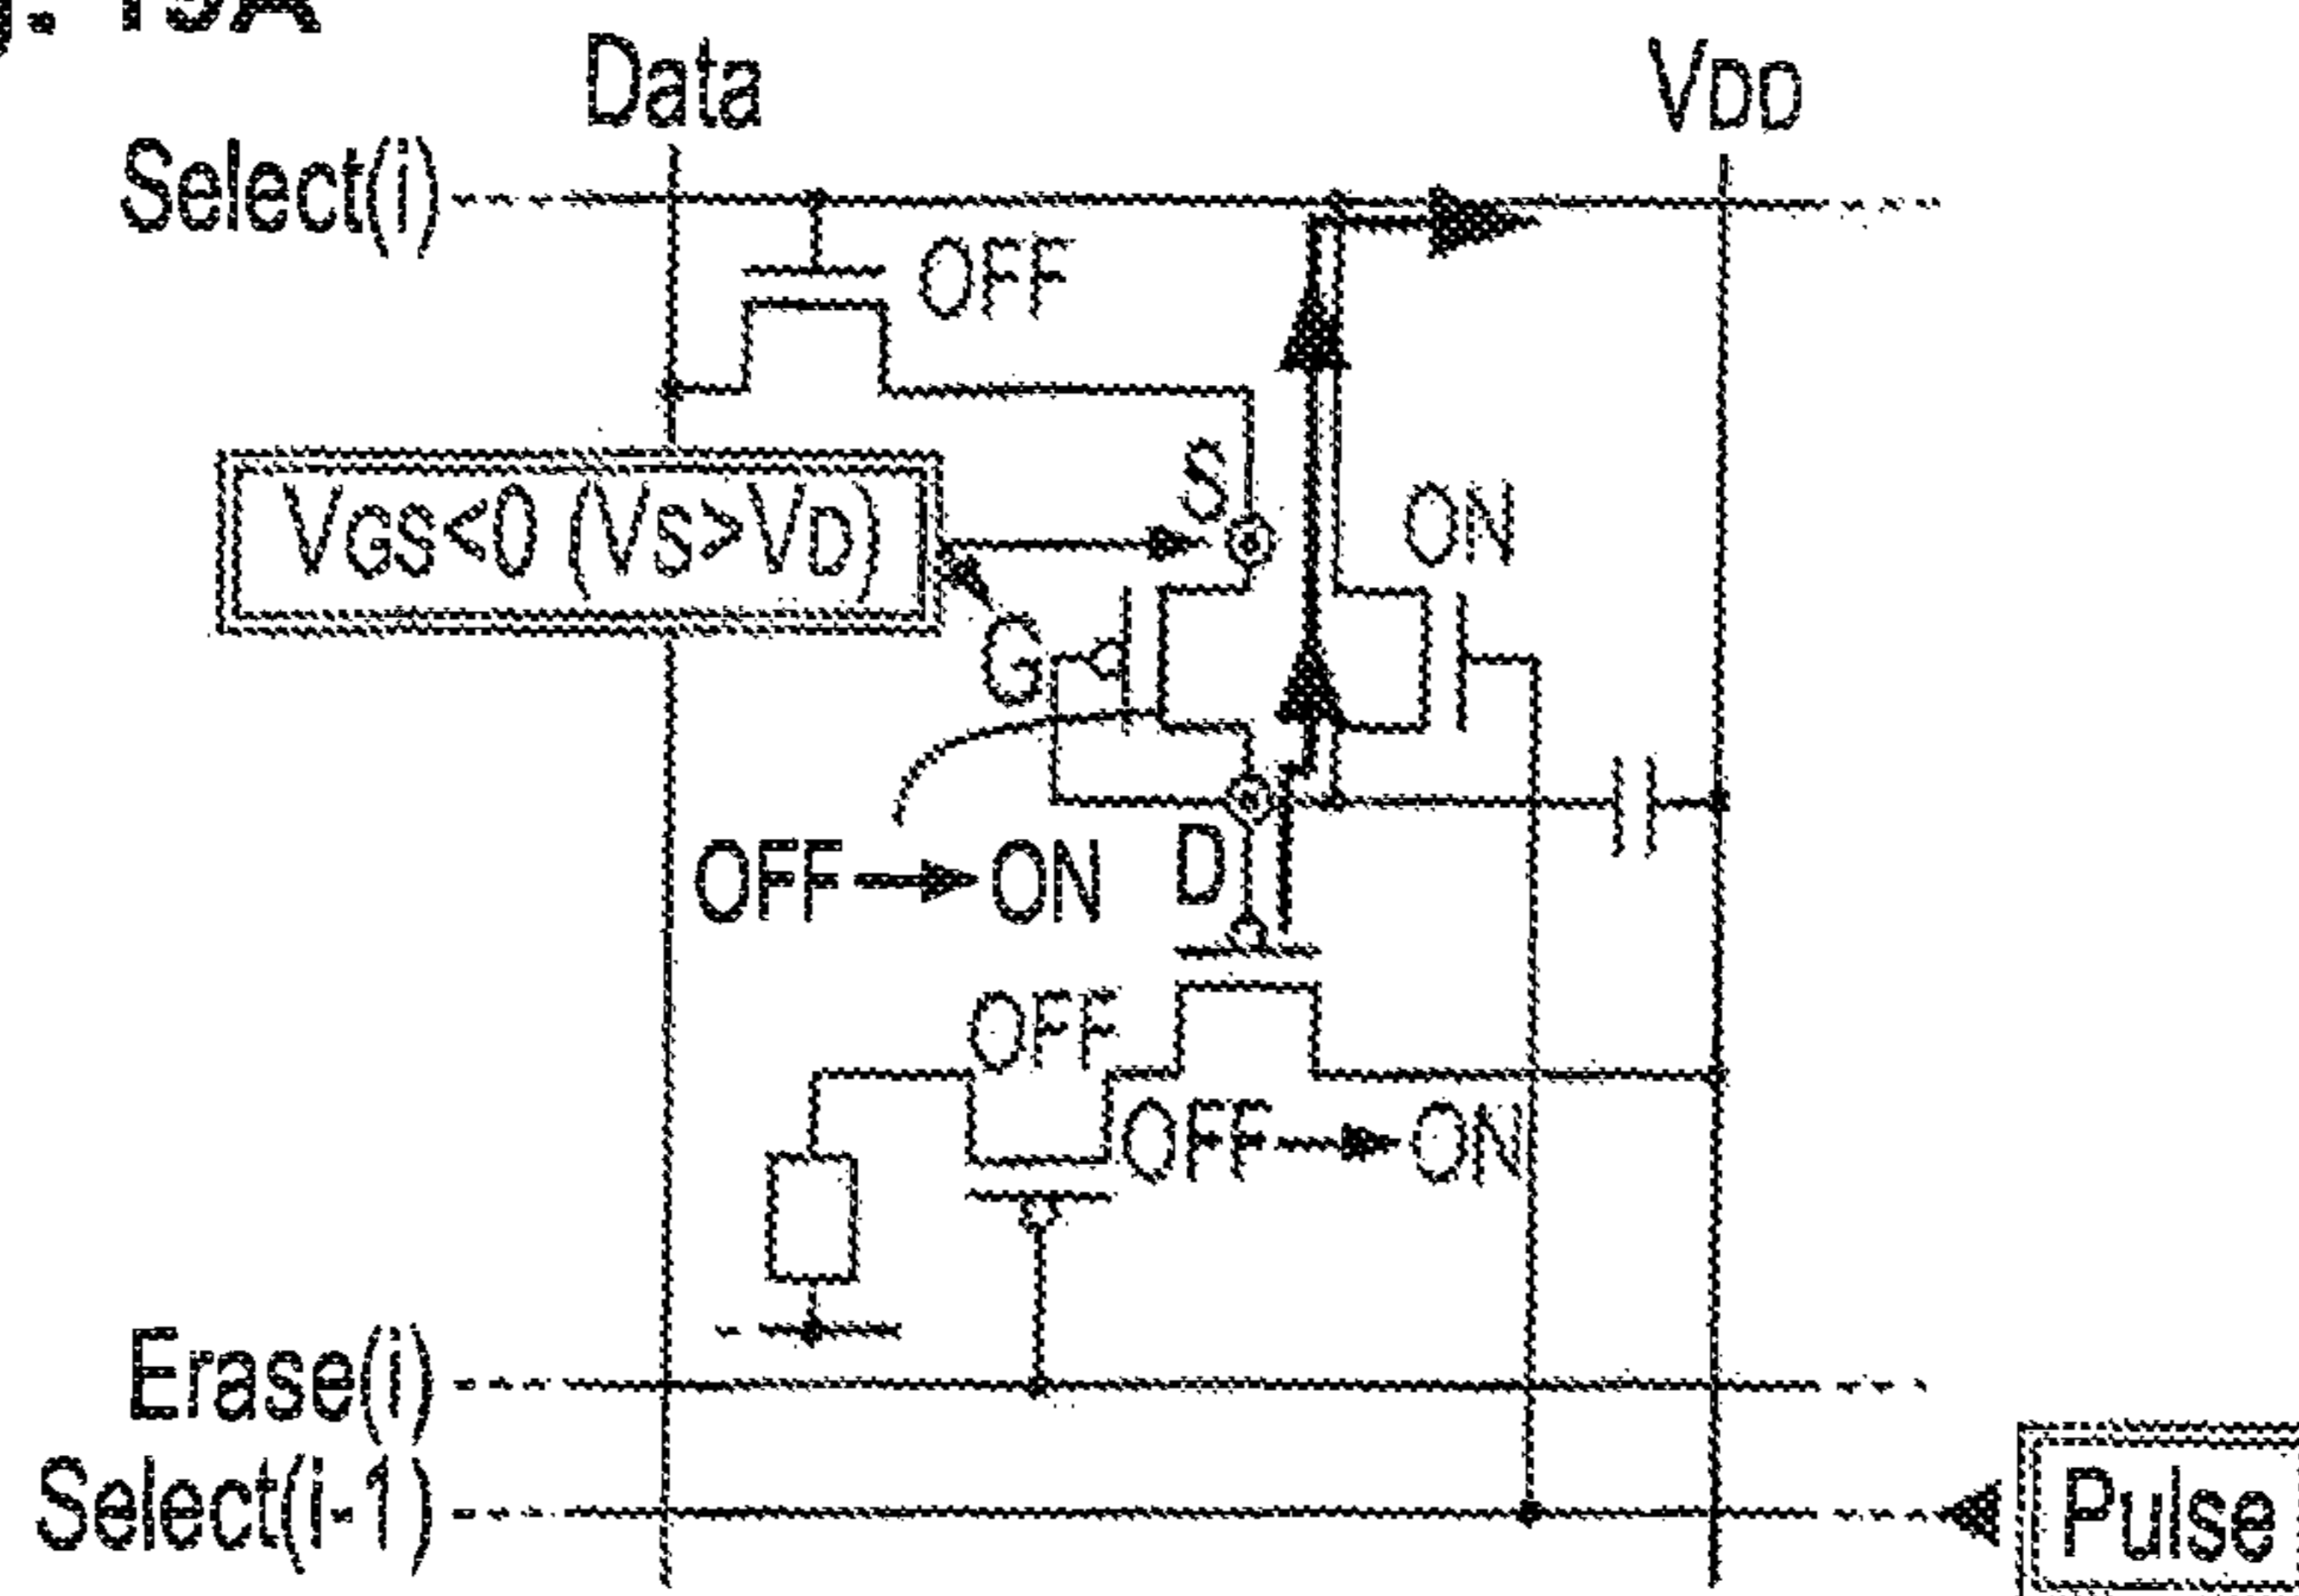 Data
VDD
Select(i)
OFF
VGS<0 (VS>VD)
S
ON
G
OFF→ON
D
OFF
OFF→ON
Erase(i)
Select(i-1)
Pulse